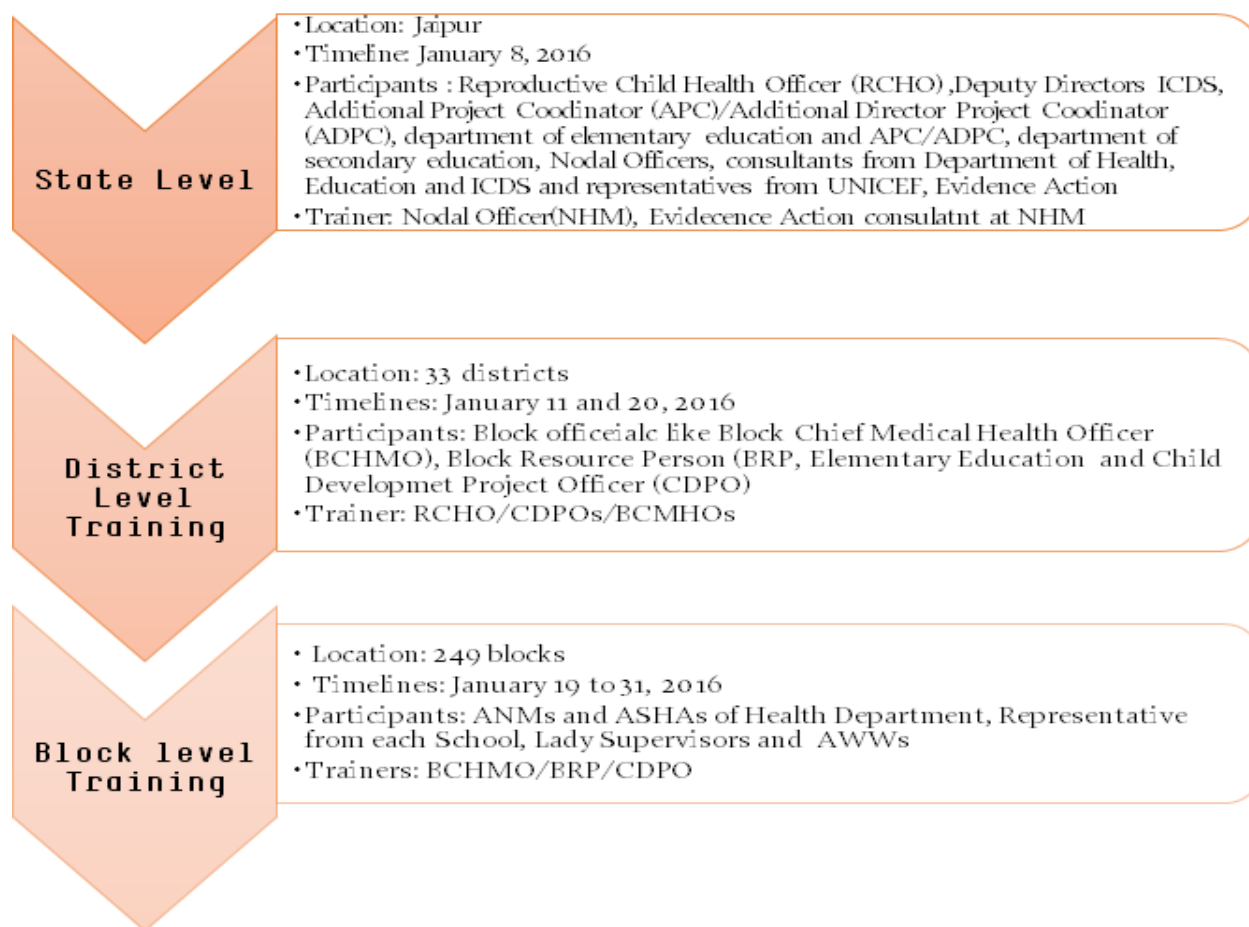 State Level
•Location: Jaipur
•Timeline: January 8, 2016
•Participants : Reproductive Child Health Officer (RCHO) ,Deputy Directors ICDS,
Additional Project Coodinator (APC)/Additional Director Project Coodinator
(ADPC), department of elementary education and APC/ADPC, department of
secondary education, Nodal Officers, consultants from Department of Health,
Education and ICDS and representatives from UNICEF, Evidence Action
•Trainer: Nodal Officer(NHM), Evidecence Action consulatnt at NHM
District
Level
Training
•Location: 33 districts
•Timelines: January 11 and 20, 2016
•Participants: Block officeialc like Block Chief Medical Health Officer
(BCHMO), Block Resource Person (BRP, Elementary Education and Child
Developmet Project Officer (CDPO)
•Trainer: RCHO/CDPOs/BCMHOs
Block level
Training
• Location: 249 blocks
• Timelines: January 19 to 31, 2016
•Participants: ANMs and ASHAs of Health Department, Representative
from each School, Lady Supervisors and AWWs
•Trainers: BCHMO/BRP/CDPO